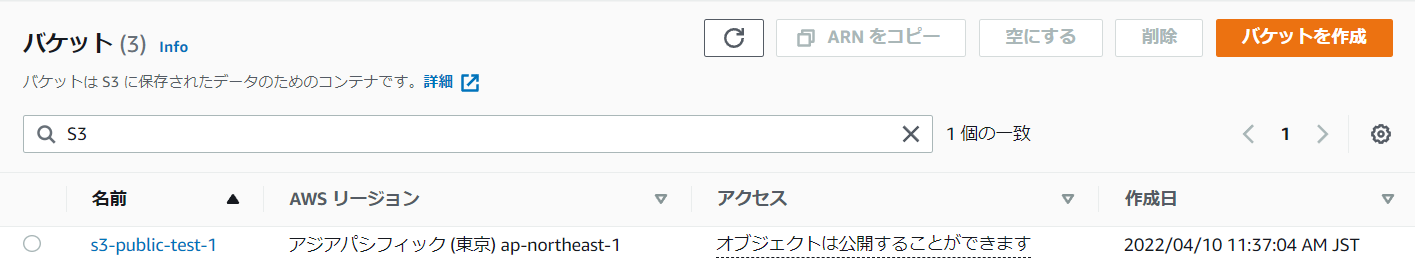 バケット (3) Info
ARN をコピー 空にする 削除 バケットを作成
バケットは S3 に保存されたデータのためのコンテナです。詳細
S3 1 個の一致 1
名前 AWS リージョン アクセス 作成日
s3-public-test-1 アジアパシフィック (東京) ap-northeast-1 オブジェクトは公開することができます 2022/04/10 11:37:04 AM JST